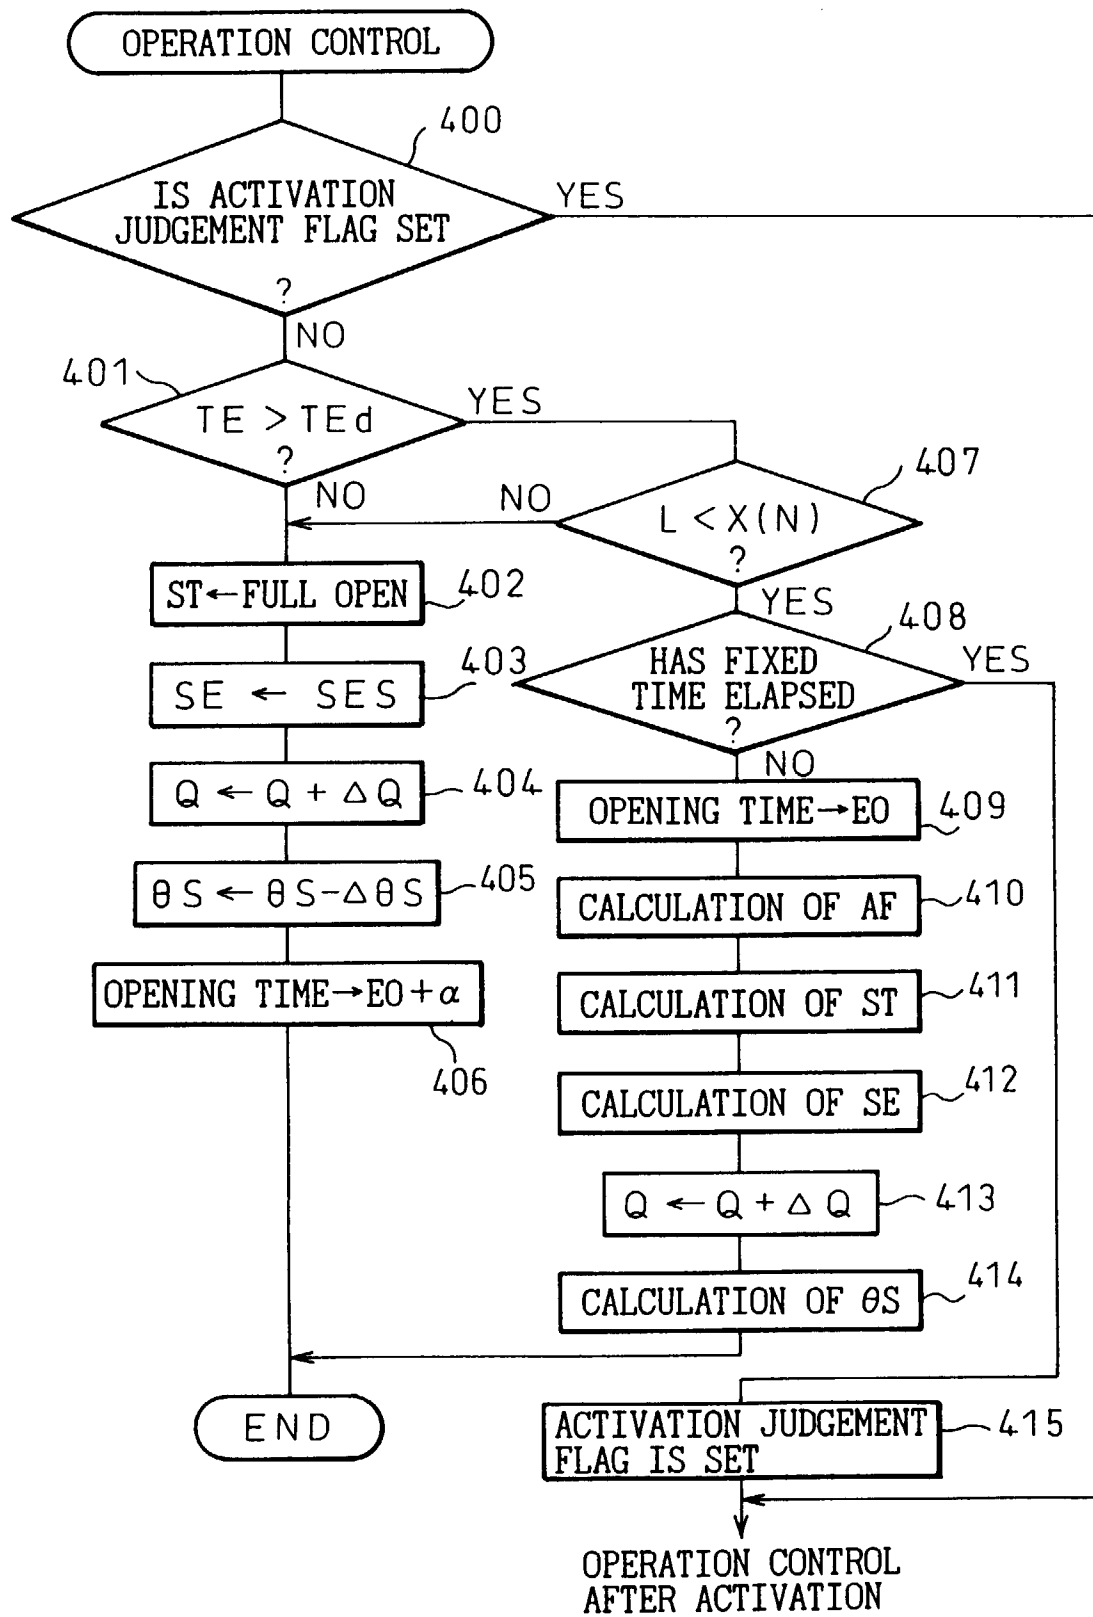 OPERATION CONTROL
400
IS ACTIVATION
JUDGEMENT FLAG SET
?
YES
NO
401
TE > TEd
?
YES
NO
407
L < X(N)
?
NO
YES
ST←FULL OPEN
402
408
HAS FIXED
TIME ELAPSED
?
YES
NO
SE ← SES
403
Q ← Q + △Q
404
OPENING TIME→EO
409
θS ← θS-△θS
405
CALCULATION OF AF
410
OPENING TIME→EO+α
406
CALCULATION OF ST
411
CALCULATION OF SE
412
Q ← Q + △ Q
413
CALCULATION OF θS
414
END
ACTIVATION JUDGEMENT
FLAG IS SET
415
OPERATION CONTROL
AFTER ACTIVATION